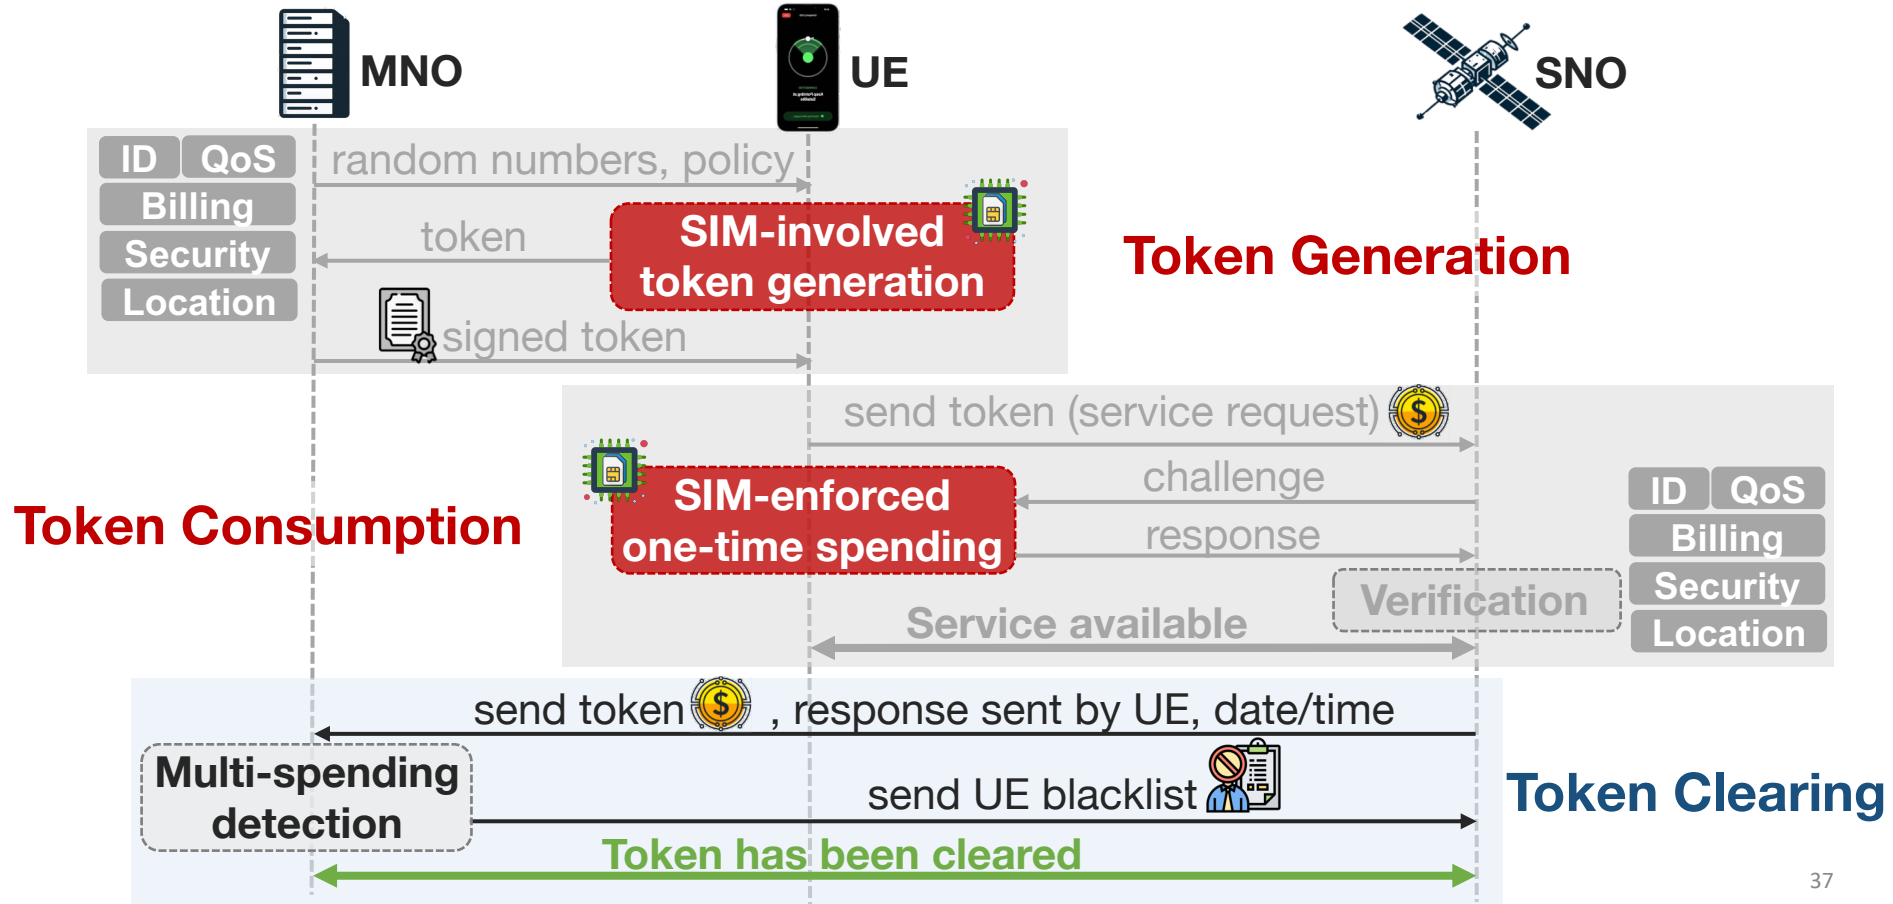 MNO
UE
SNO
ID QoS
Billing
Security
Location
random numbers, policy
token
SIM-involved
token generation
signed token
Token Generation
send token (service request)
Token Consumption
SIM-enforced
one-time spending
challenge
response
Verification
Service available
ID QoS
Billing
Security
Location
send token , response sent by UE, date/time
Multi-spending
detection
send UE blacklist
Token has been cleared
Token Clearing
37